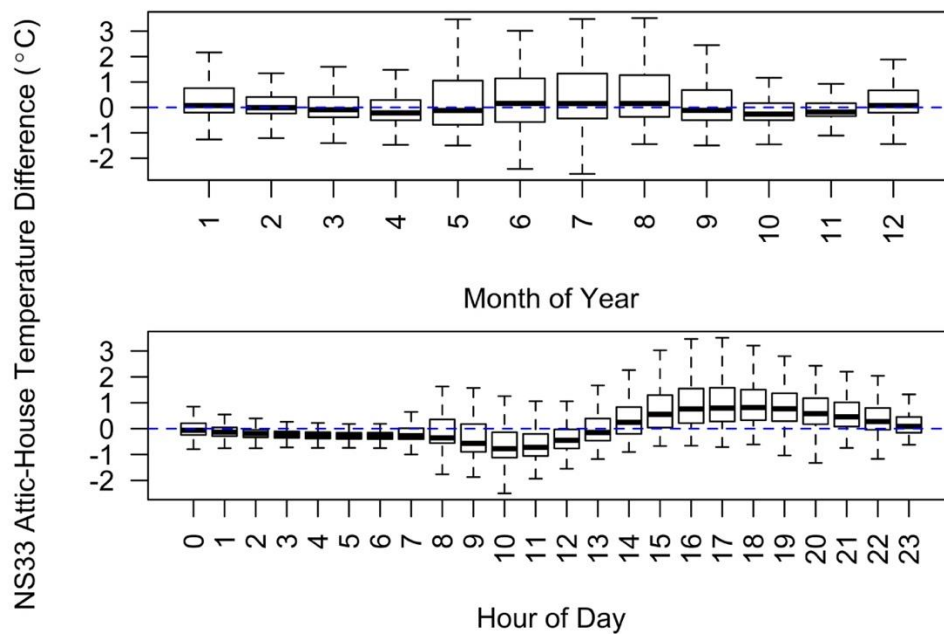 NS33 Attic-House Temperature Difference (°C)
3
2
1
0
-1
-2
1 2 3 4 5 6 7 8 9 10 11 12
Month of Year
3
2
1
0
-1
-2
0 1 2 3 4 5 6 7 8 9 10 11 12 13 14 15 16 17 18 19 20 21 22 23
Hour of Day